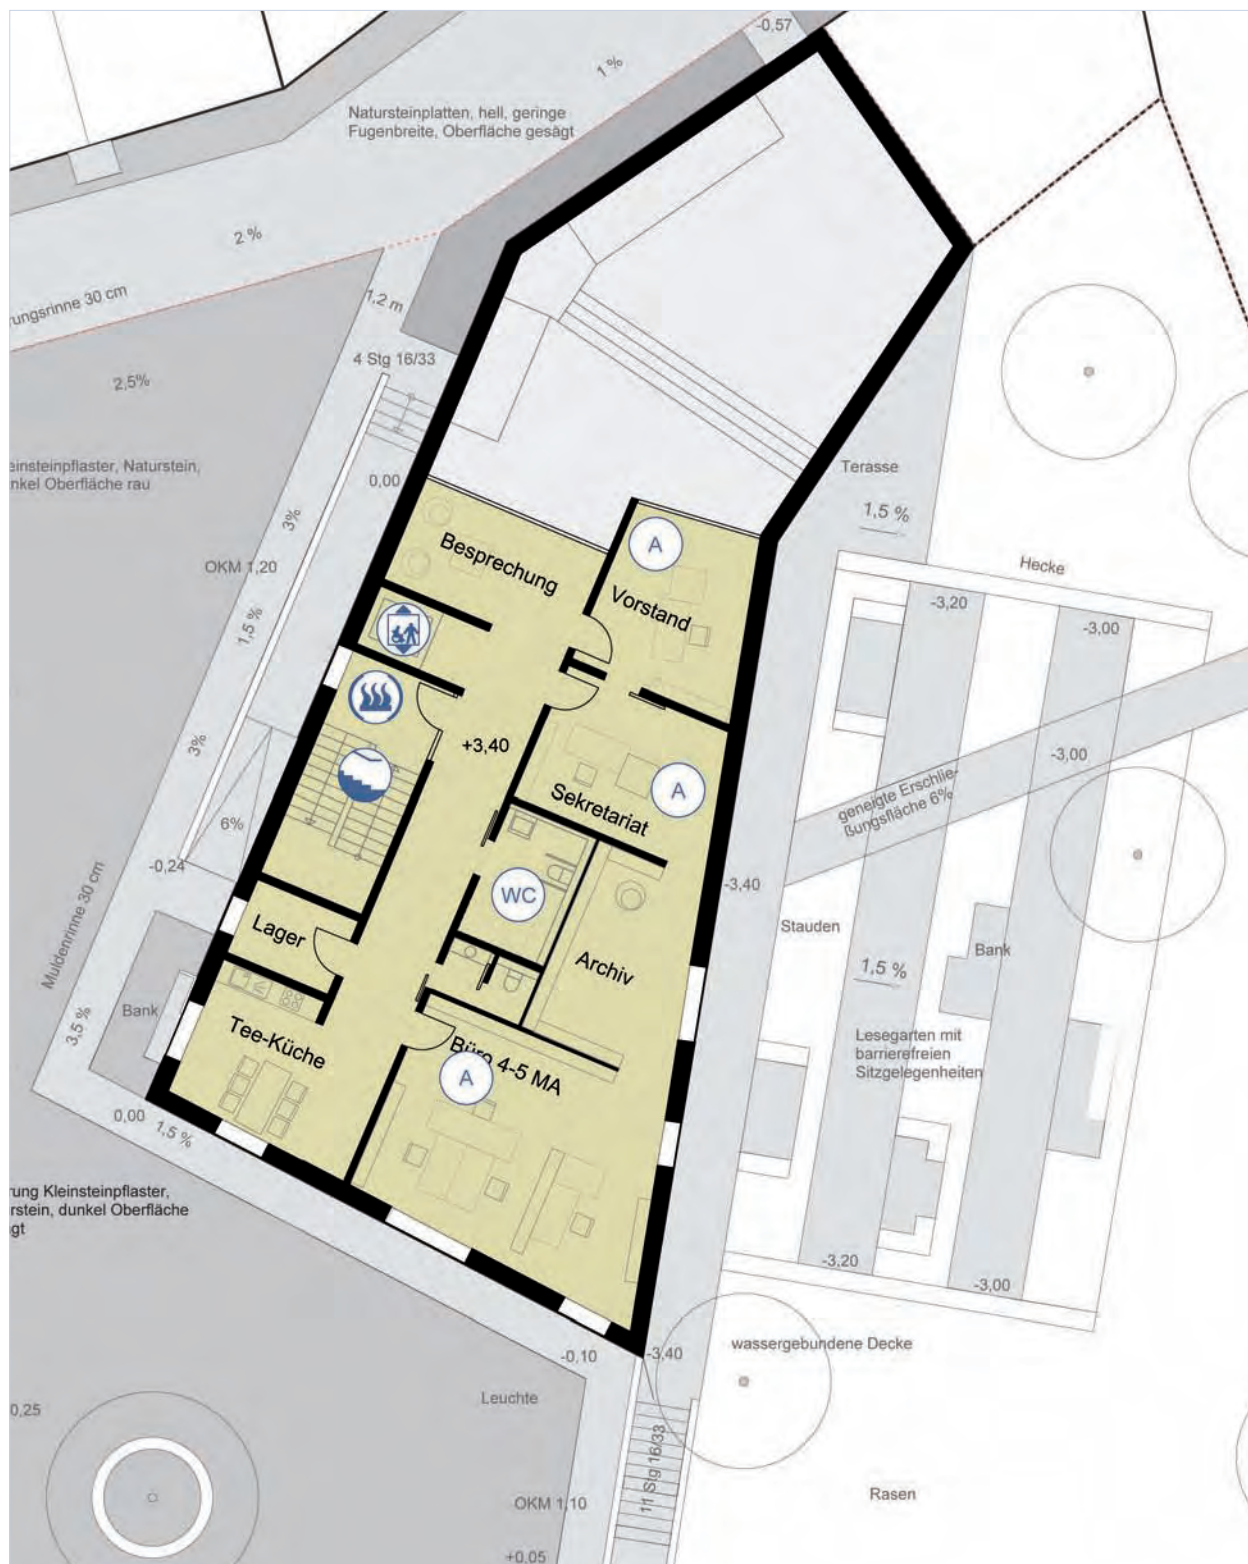 -0,57
1 %
Natursteinplatten, hell, geringe
Fugenbreite, Oberfläche gesägt
2 %
rungsrinne 30 cm
1,2 m
4 Stg 16/33
2,5%
einsteinpflaster, Naturstein,
nkel Oberfläche rau
0,00
Terasse
1,5 %
3%
Besprechung
A
Hecke
OKM 1,20
Vorstand
-3,20
-3,00
1,5 %
+3,40
3%
-3,00
Sekretariat
A
geneigte Erschlie-
ßungsfläche 6%
6%
-0,24
-3,40
WC
Muldenrinne 30 cm
Lager
Stauden
Archiv
1,5 %
Bank
Bank
3,5 %
Tee-Küche
Büro 4-5 MA
A
Lesegarten mit
barrierefreien
Sitzgelegenheiten
0,00
1,5 %
rung Kleinsteinpflaster,
rstein, dunkel Oberfläche
gt
-3,20
-3,00
-0,10
-3,40
wassergebundene Decke
Leuchte
0,25
11 Stg 16/33
Rasen
OKM 1,10
+0,05